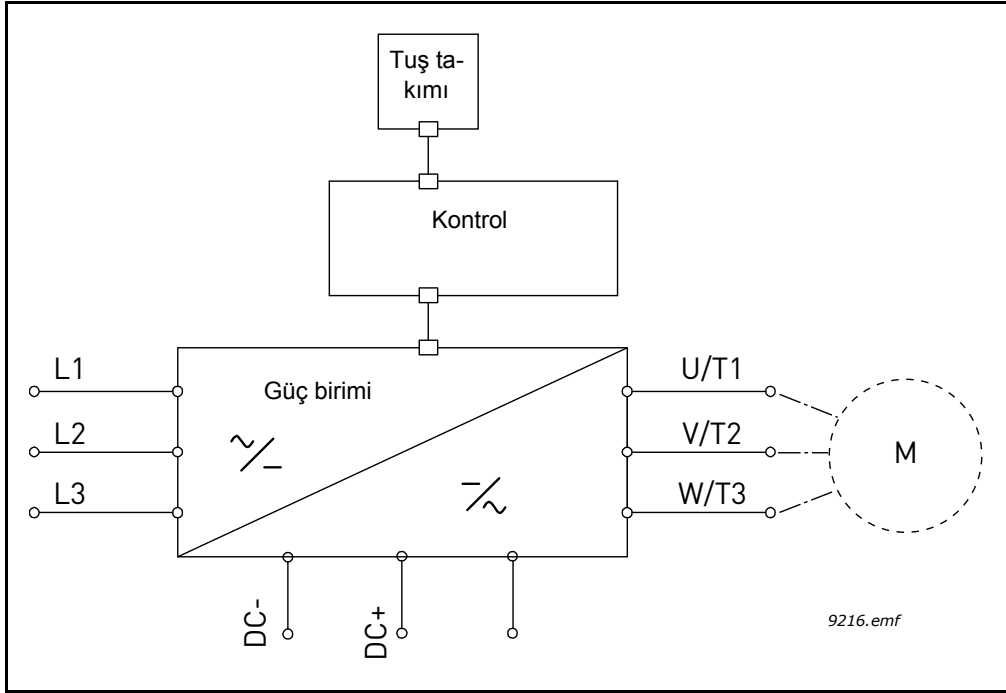 Tuş ta-
kımı
Kontrol
Güç birimi
L1
L2
L3
U/T1
V/T2
W/T3
M
DC-
DC+
9216.emf